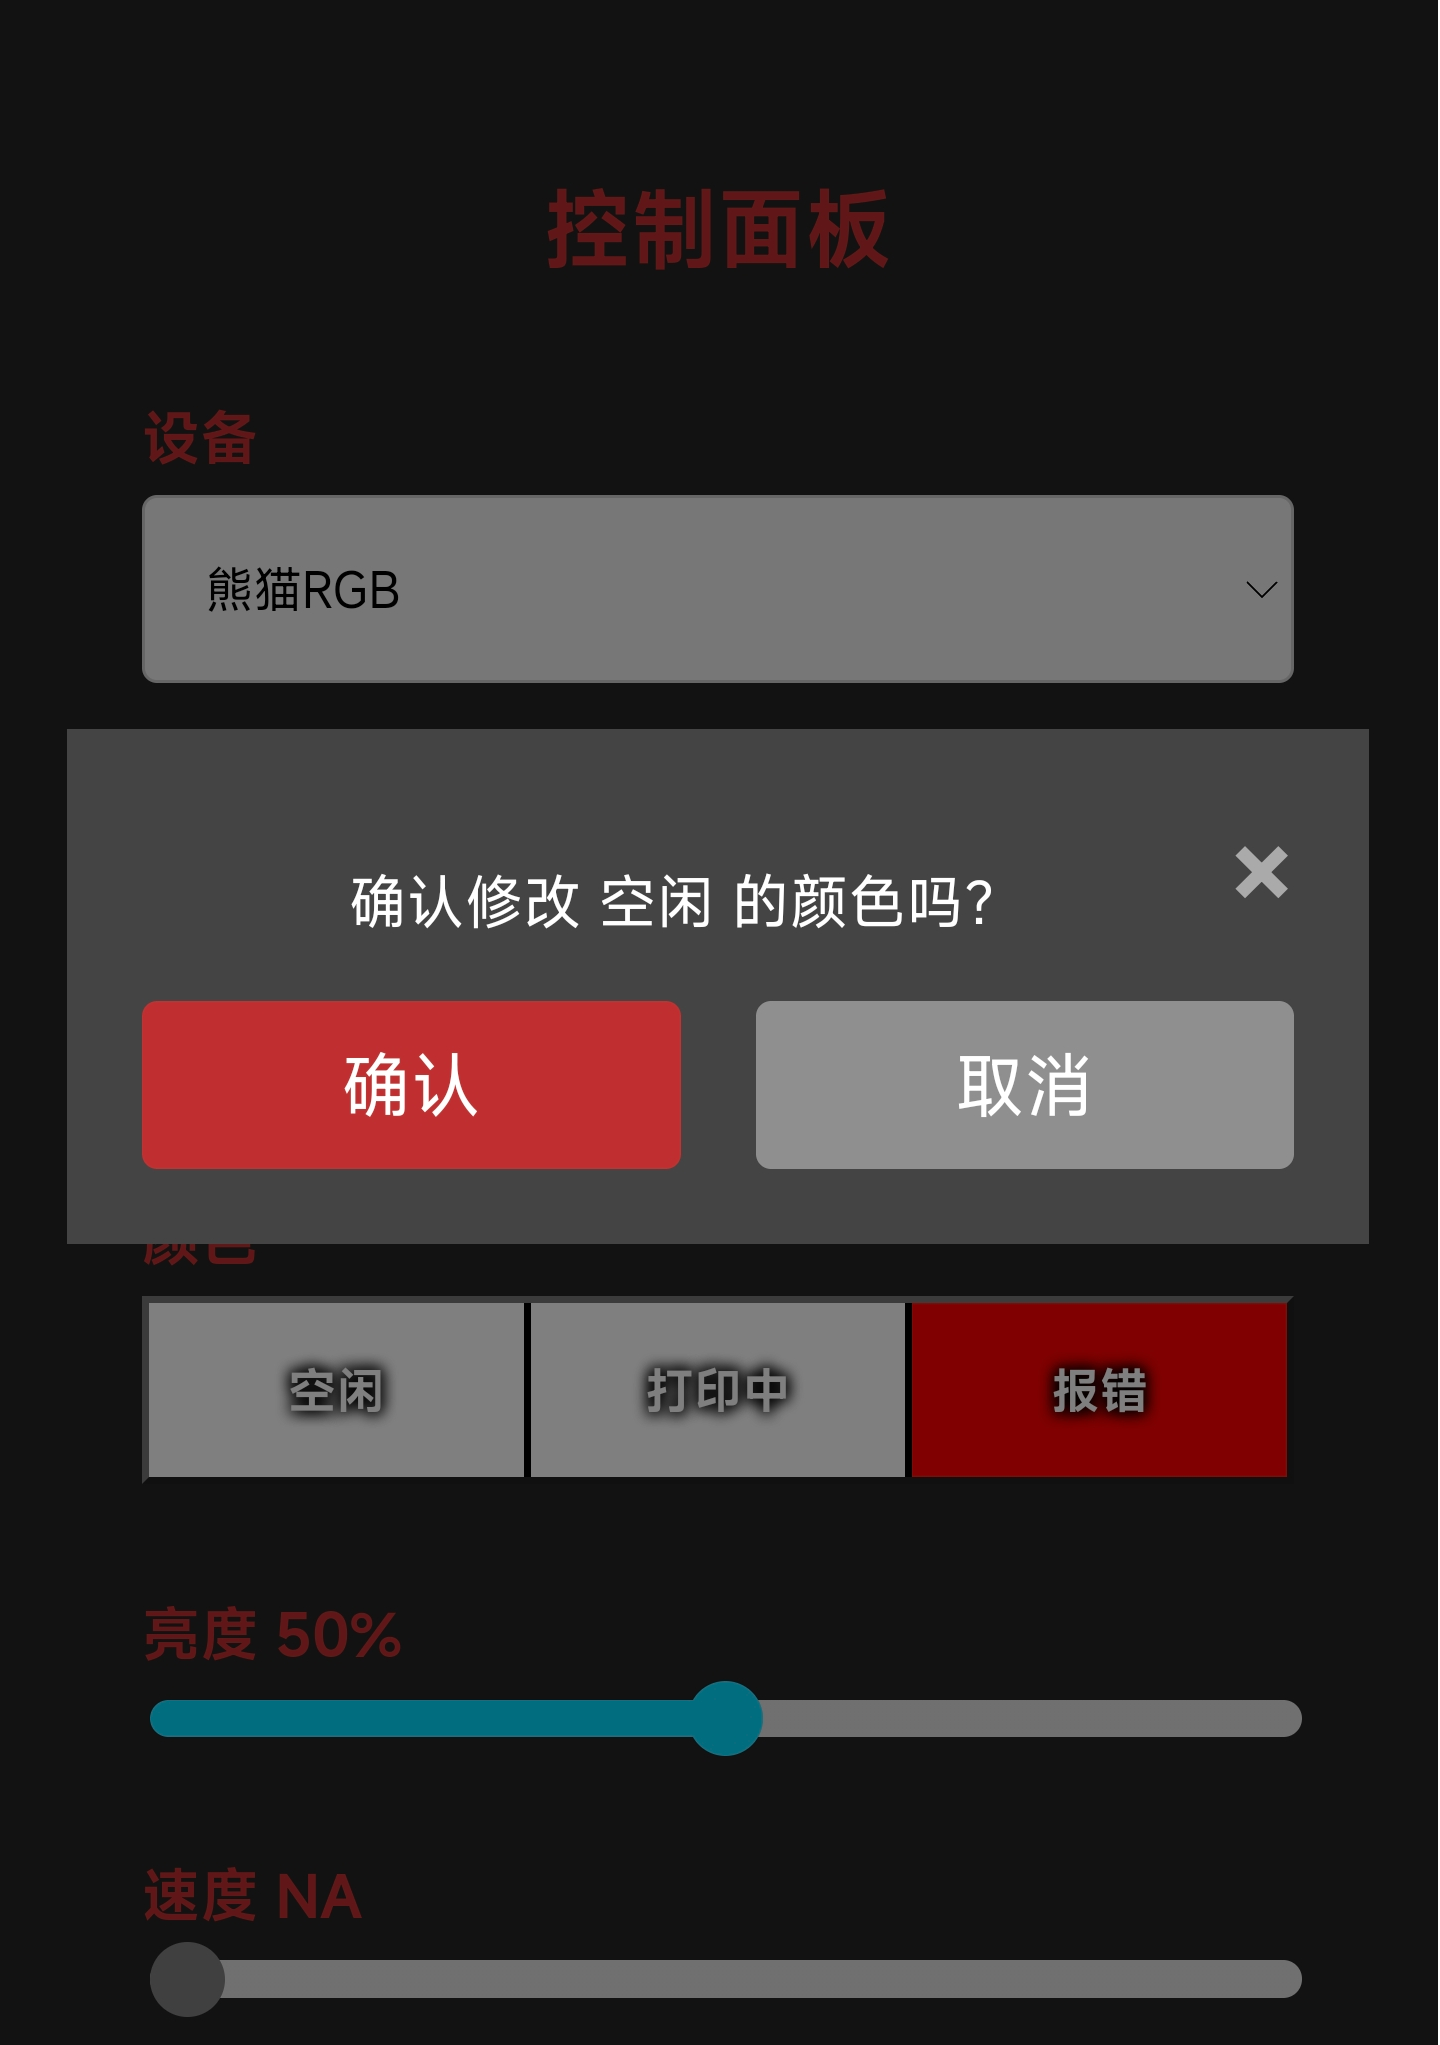 控制面板
设备
熊猫RGB
确认修改 空闲 的颜色吗？
确认 取消
颜色
空闲 打印中 报错
亮度 50%
速度 NA